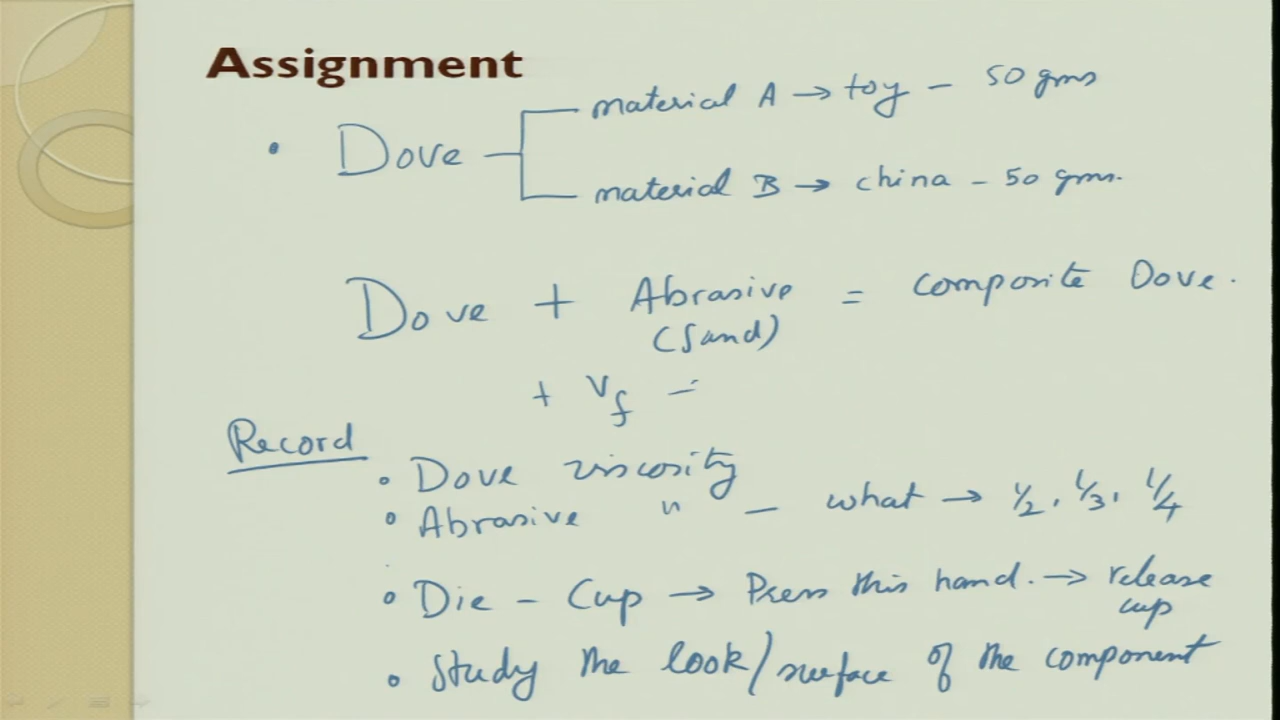 Assignment
material A → toy - 50 gms
• Dove
material B → china - 50 gms.
Dove + Abrasive = composite Dove.
(Sand)
+ Vf =
Record
• Dove viscosity
• Abrasive " - what → 1/2, 1/3, 1/4
• Die - Cup → Press this hand. → release
cup
• Study the look/surface of the component